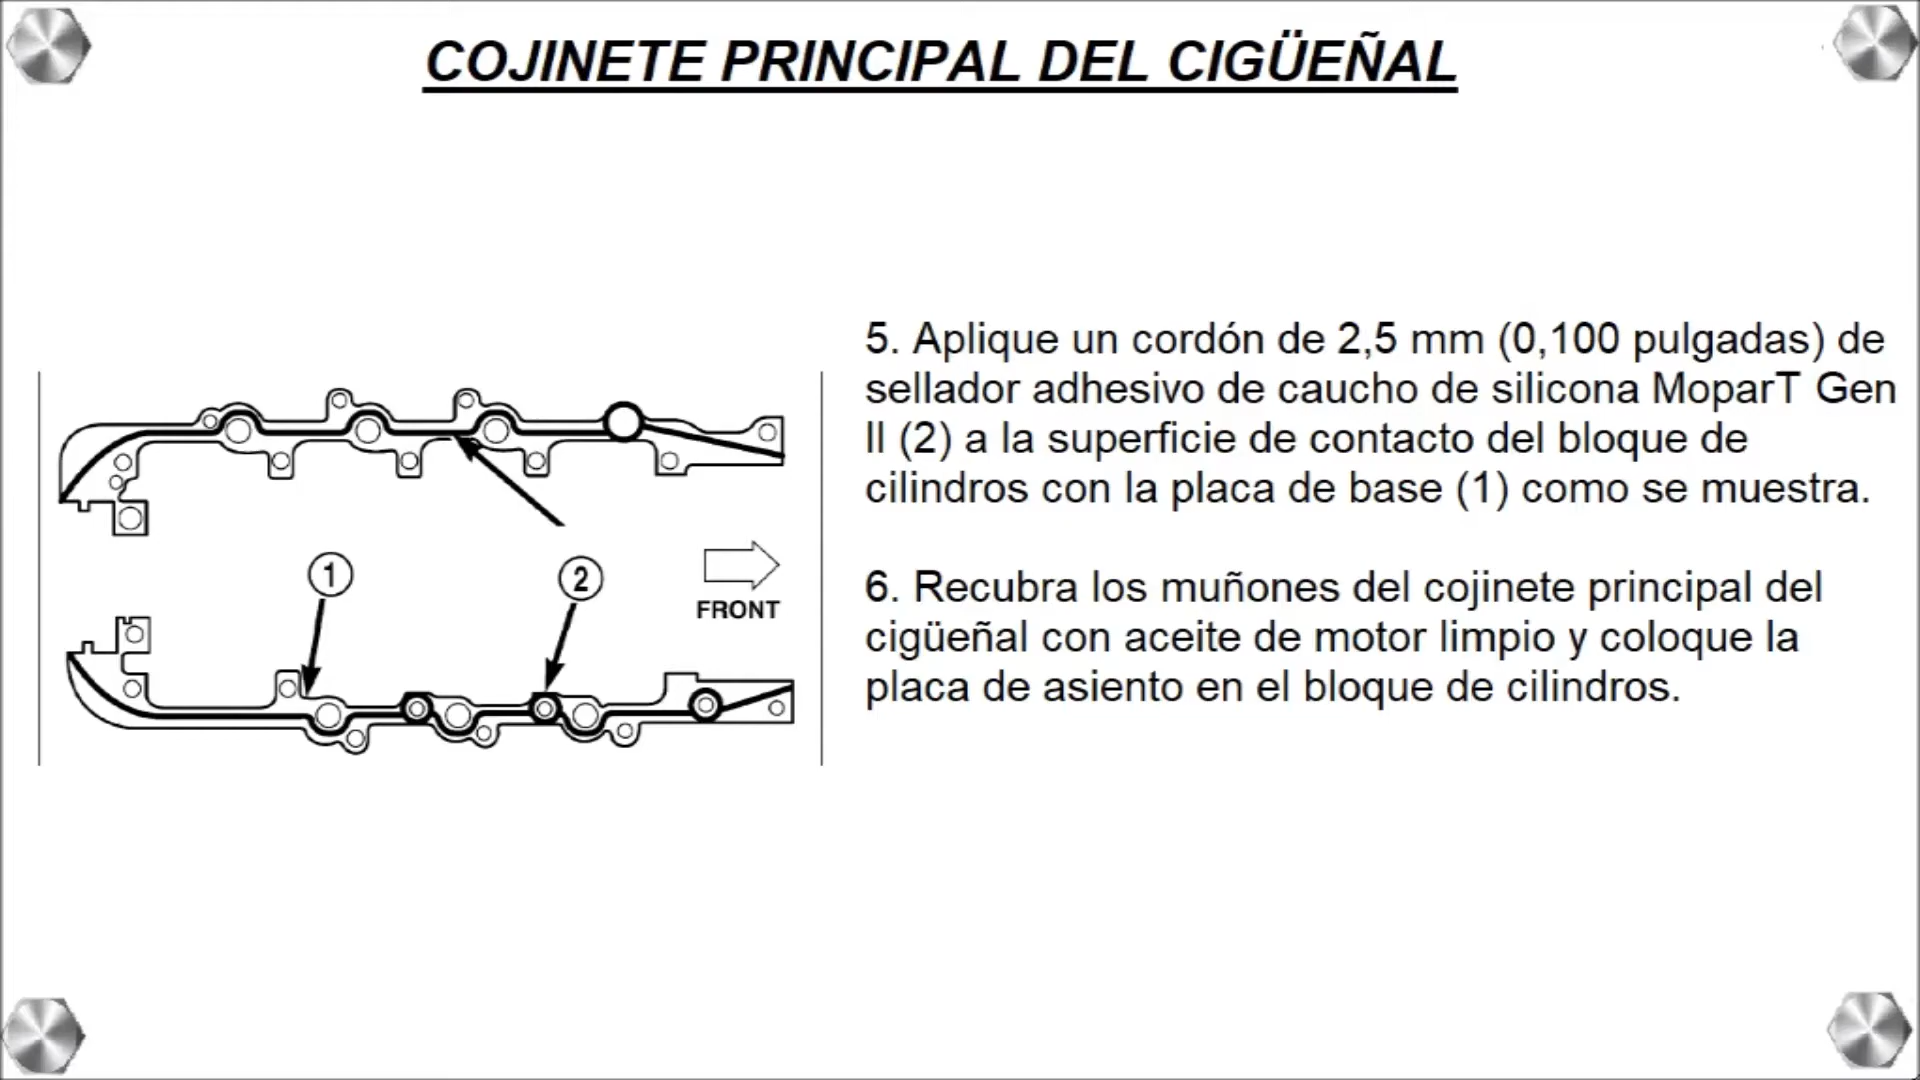 COJINETE PRINCIPAL DEL CIGÜEÑAL
5. Aplique un cordón de 2,5 mm (0,100 pulgadas) de
sellador adhesivo de caucho de silicona MoparT Gen
II (2) a la superficie de contacto del bloque de
cilindros con la placa de base (1) como se muestra.
6. Recubra los muñones del cojinete principal del
cigüeñal con aceite de motor limpio y coloque la
placa de asiento en el bloque de cilindros.
1
2
FRONT